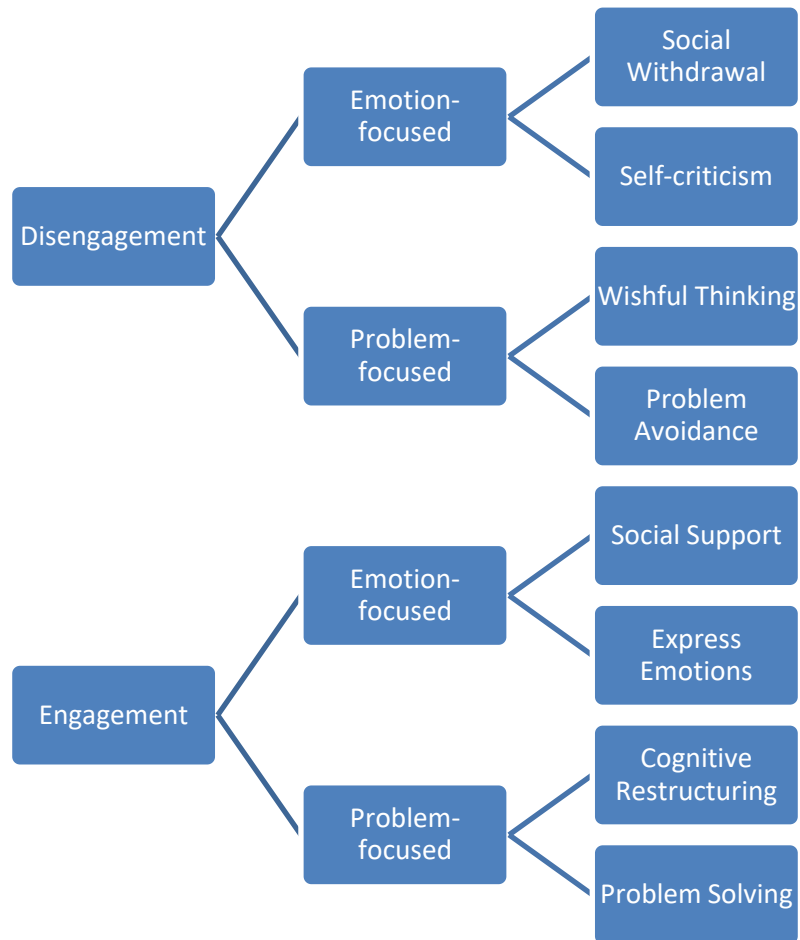 Disengagement
Emotion-
focused
Social
Withdrawal
Self-criticism
Problem-
focused
Wishful Thinking
Problem
Avoidance
Engagement
Emotion-
focused
Social Support
Express
Emotions
Problem-
focused
Cognitive
Restructuring
Problem Solving